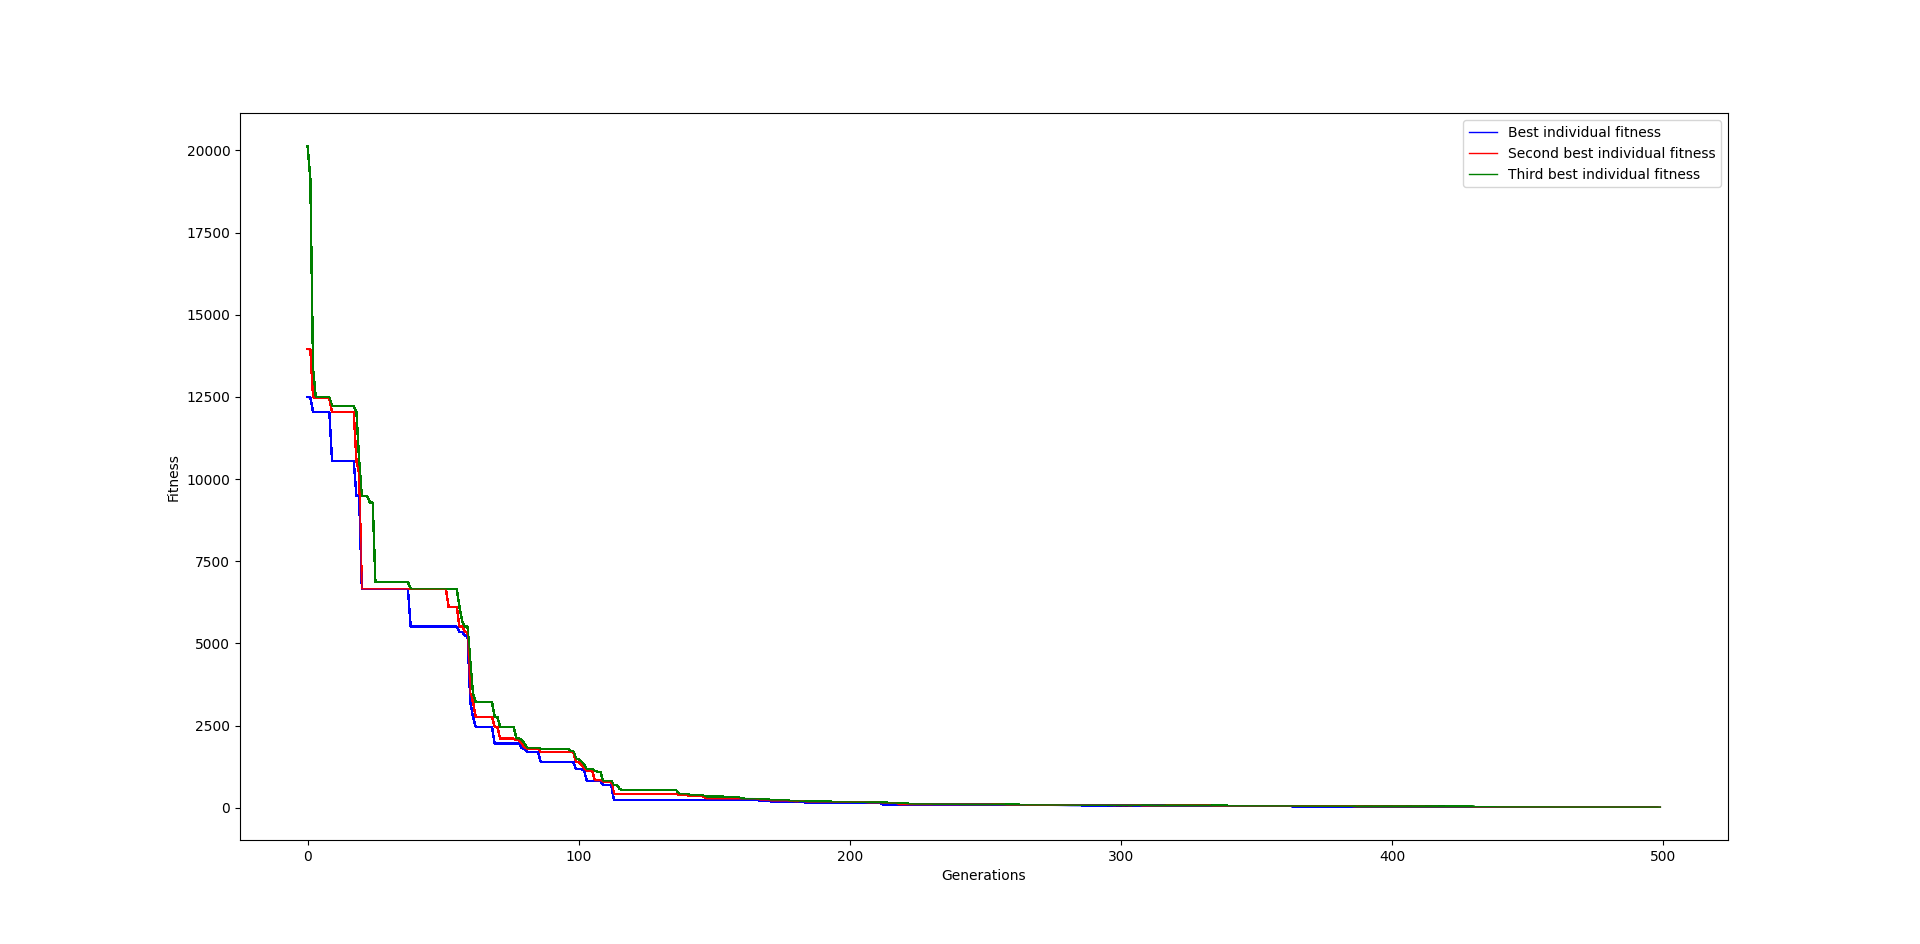 Best individual fitness
Second best individual fitness
Third best individual fitness
20000
17500
15000
12500
10000
7500
5000
2500
0
Fitness
0 100 200 300 400 500
Generations